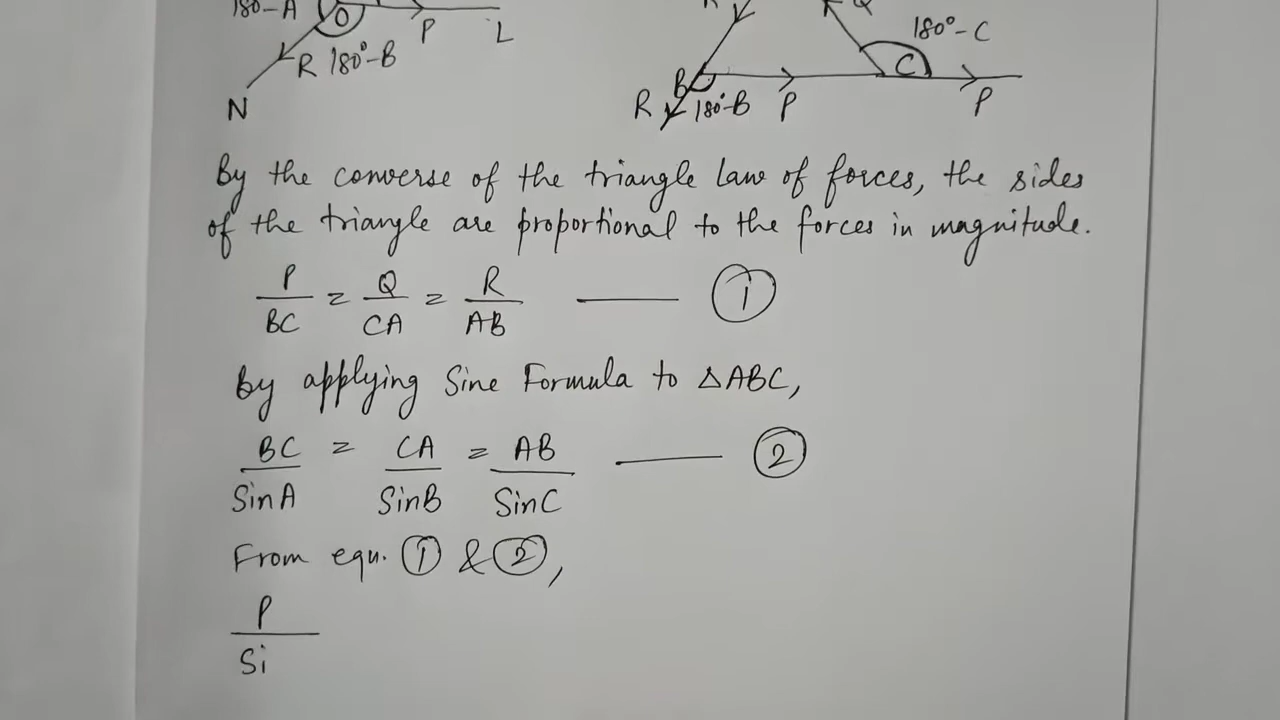 180-A O P L
R 180°-B
N
Q
180°-C
B C
R 180°-B P P
By the converse of the triangle law of forces, the sides
of the triangle are proportional to the forces in magnitude.
P/BC = Q/CA = R/AB —— 1
By applying Sine Formula to △ABC,
BC/SinA = CA/SinB = AB/SinC —— 2
From equ. 1 & 2,
P/Si